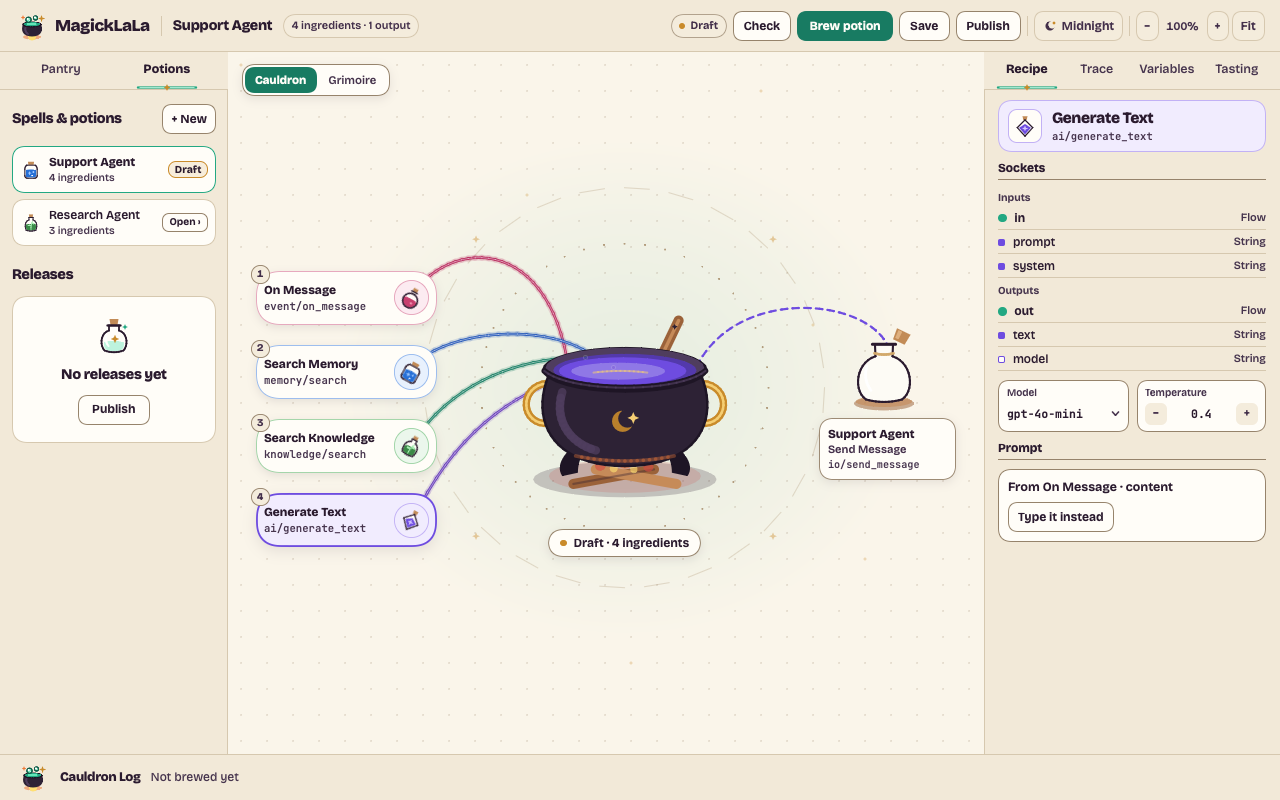 MagickLaLa
Support Agent
4 ingredients · 1 output
Draft
Check
Brew potion
Save
Publish
Midnight
−
100%
+
Fit
Pantry
Potions
Spells & potions
+ New
Support Agent
4 ingredients
Draft
Research Agent
3 ingredients
Open ›
Releases
No releases yet
Publish
Cauldron
Grimoire
1
On Message
event/on_message
2
Search Memory
memory/search
3
Search Knowledge
knowledge/search
4
Generate Text
ai/generate_text
Draft · 4 ingredients
Support Agent
Send Message
io/send_message
Recipe
Trace
Variables
Tasting
Generate Text
ai/generate_text
Sockets
Inputs
in Flow
prompt String
system String
Outputs
out Flow
text String
model String
Model
gpt-4o-mini
Temperature
− 0.4 +
Prompt
From On Message · content
Type it instead
Cauldron Log Not brewed yet